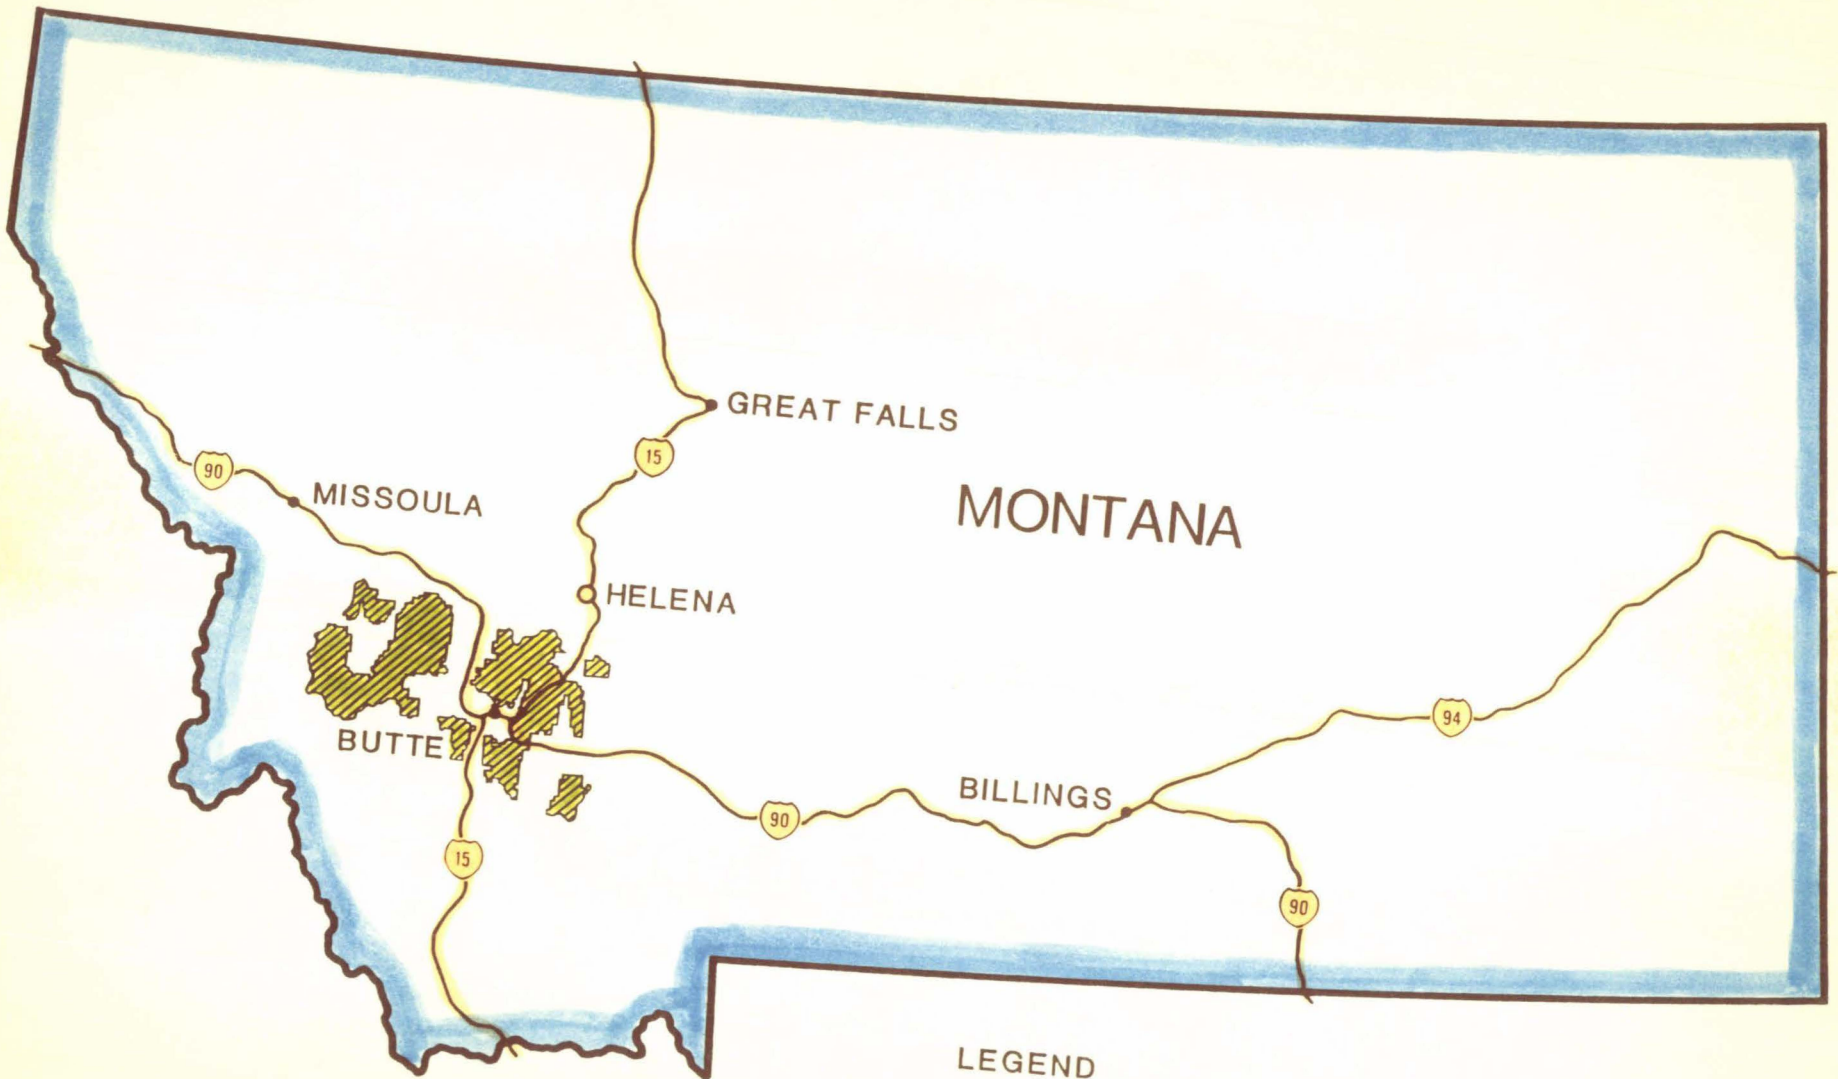 GREAT FALLS
15
90
MISSOULA
MONTANA
HELENA
BUTTE
94
BILLINGS
90
15
90
LEGEND